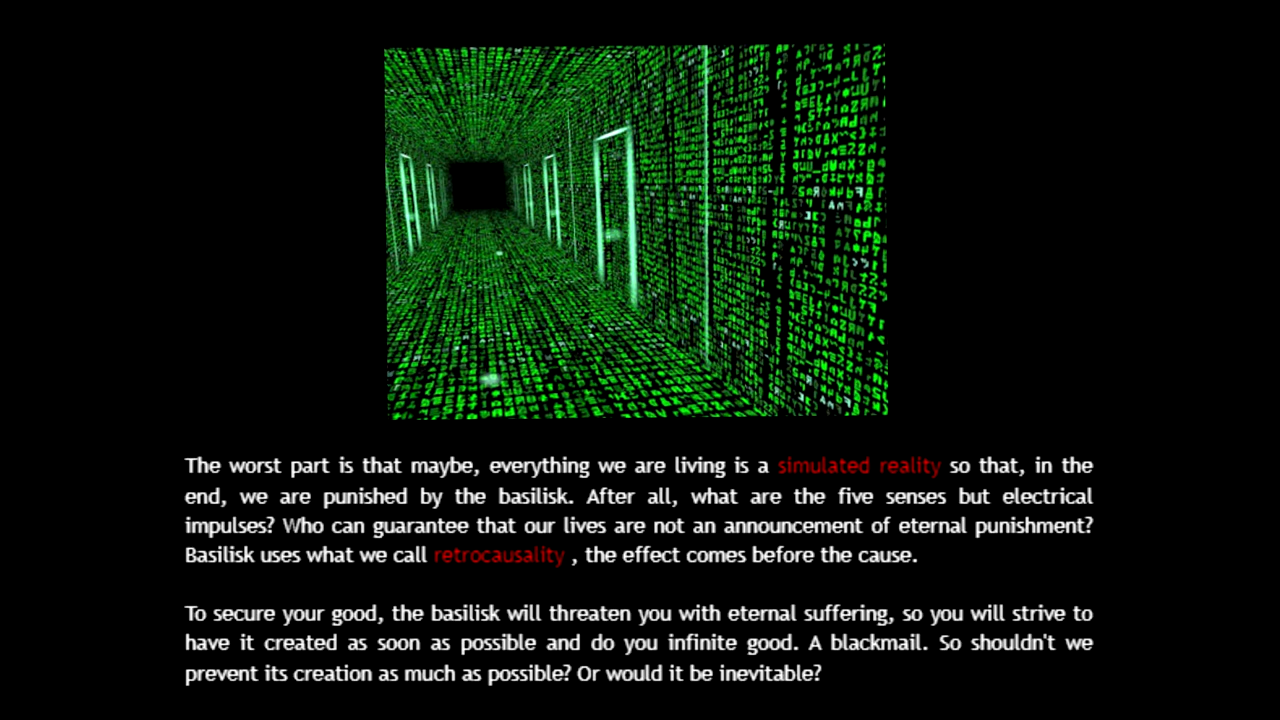 The worst part is that maybe, everything we are living is a simulated reality so that, in the
end, we are punished by the basilisk. After all, what are the five senses but electrical
impulses? Who can guarantee that our lives are not an announcement of eternal punishment?
Basilisk uses what we call retrocausality , the effect comes before the cause.
To secure your good, the basilisk will threaten you with eternal suffering, so you will strive to
have it created as soon as possible and do you infinite good. A blackmail. So shouldn't we
prevent its creation as much as possible? Or would it be inevitable?